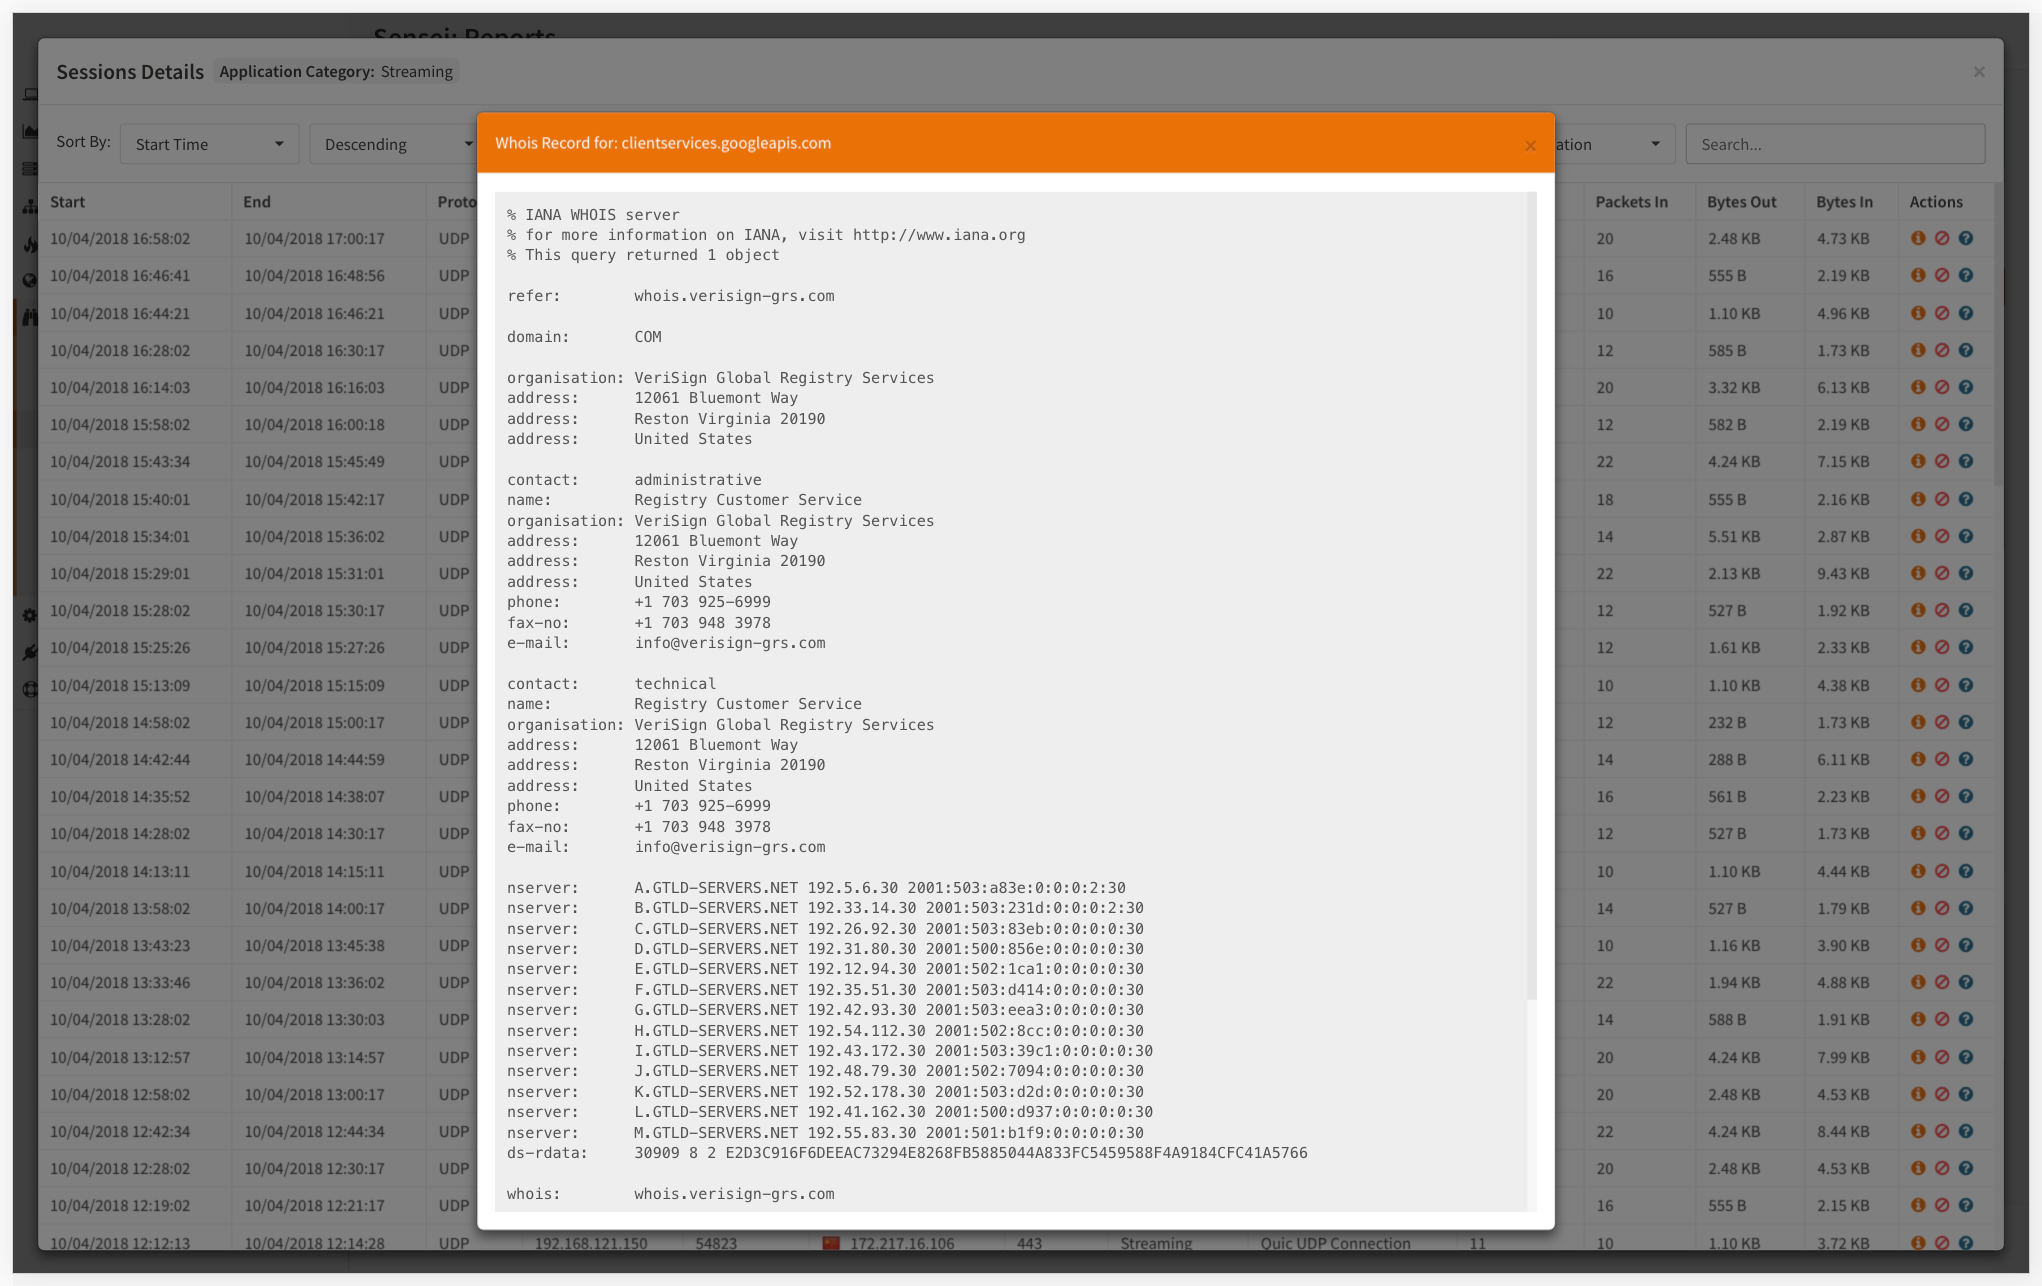 Sensei: Reports
Sessions Details Application Category: Streaming ×
Sort By: Start Time Descending ation Search...
Whois Record for: clientservices.googleapis.com ×
Start End Proto Packets In Bytes Out Bytes In Actions
% IANA WHOIS server
% for more information on IANA, visit http://www.iana.org
% This query returned 1 object
refer: whois.verisign-grs.com
domain: COM
organisation: VeriSign Global Registry Services
address: 12061 Bluemont Way
address: Reston Virginia 20190
address: United States
contact: administrative
name: Registry Customer Service
organisation: VeriSign Global Registry Services
address: 12061 Bluemont Way
address: Reston Virginia 20190
address: United States
phone: +1 703 925-6999
fax-no: +1 703 948 3978
e-mail: info@verisign-grs.com
contact: technical
name: Registry Customer Service
organisation: VeriSign Global Registry Services
address: 12061 Bluemont Way
address: Reston Virginia 20190
address: United States
phone: +1 703 925-6999
fax-no: +1 703 948 3978
e-mail: info@verisign-grs.com
nserver: A.GTLD-SERVERS.NET 192.5.6.30 2001:503:a83e:0:0:0:2:30
nserver: B.GTLD-SERVERS.NET 192.33.14.30 2001:503:231d:0:0:0:2:30
nserver: C.GTLD-SERVERS.NET 192.26.92.30 2001:503:83eb:0:0:0:0:30
nserver: D.GTLD-SERVERS.NET 192.31.80.30 2001:500:856e:0:0:0:0:30
nserver: E.GTLD-SERVERS.NET 192.12.94.30 2001:502:1ca1:0:0:0:0:30
nserver: F.GTLD-SERVERS.NET 192.35.51.30 2001:503:d414:0:0:0:0:30
nserver: G.GTLD-SERVERS.NET 192.42.93.30 2001:503:eea3:0:0:0:0:30
nserver: H.GTLD-SERVERS.NET 192.54.112.30 2001:502:8cc:0:0:0:0:30
nserver: I.GTLD-SERVERS.NET 192.43.172.30 2001:503:39c1:0:0:0:0:30
nserver: J.GTLD-SERVERS.NET 192.48.79.30 2001:502:7094:0:0:0:0:30
nserver: K.GTLD-SERVERS.NET 192.52.178.30 2001:503:d2d:0:0:0:0:30
nserver: L.GTLD-SERVERS.NET 192.41.162.30 2001:500:d937:0:0:0:0:30
nserver: M.GTLD-SERVERS.NET 192.55.83.30 2001:501:b1f9:0:0:0:0:30
ds-rdata: 30909 8 2 E2D3C916F6DEEAC73294E8268FB5885044A833FC5459588F4A9184CFC41A5766
whois: whois.verisign-grs.com
10/04/2018 16:58:02 10/04/2018 17:00:17 UDP 20 2.48 KB 4.73 KB
10/04/2018 16:46:41 10/04/2018 16:48:56 UDP 16 555 B 2.19 KB
10/04/2018 16:44:21 10/04/2018 16:46:21 UDP 10 1.10 KB 4.96 KB
10/04/2018 16:28:02 10/04/2018 16:30:17 UDP 12 585 B 1.73 KB
10/04/2018 16:14:03 10/04/2018 16:16:03 UDP 20 3.32 KB 6.13 KB
10/04/2018 15:58:02 10/04/2018 16:00:18 UDP 12 582 B 2.19 KB
10/04/2018 15:43:34 10/04/2018 15:45:49 UDP 22 4.24 KB 7.15 KB
10/04/2018 15:40:01 10/04/2018 15:42:17 UDP 18 555 B 2.16 KB
10/04/2018 15:34:01 10/04/2018 15:36:02 UDP 14 5.51 KB 2.87 KB
10/04/2018 15:29:01 10/04/2018 15:31:01 UDP 22 2.13 KB 9.43 KB
10/04/2018 15:28:02 10/04/2018 15:30:17 UDP 12 527 B 1.92 KB
10/04/2018 15:25:26 10/04/2018 15:27:26 UDP 12 1.61 KB 2.33 KB
10/04/2018 15:13:09 10/04/2018 15:15:09 UDP 10 1.10 KB 4.38 KB
10/04/2018 14:58:02 10/04/2018 15:00:17 UDP 12 232 B 1.73 KB
10/04/2018 14:42:44 10/04/2018 14:44:59 UDP 14 288 B 6.11 KB
10/04/2018 14:35:52 10/04/2018 14:38:07 UDP 16 561 B 2.23 KB
10/04/2018 14:28:02 10/04/2018 14:30:17 UDP 12 527 B 1.73 KB
10/04/2018 14:13:11 10/04/2018 14:15:11 UDP 10 1.10 KB 4.44 KB
10/04/2018 13:58:02 10/04/2018 14:00:17 UDP 14 527 B 1.79 KB
10/04/2018 13:43:23 10/04/2018 13:45:38 UDP 10 1.16 KB 3.90 KB
10/04/2018 13:33:46 10/04/2018 13:36:02 UDP 22 1.94 KB 4.88 KB
10/04/2018 13:28:02 10/04/2018 13:30:03 UDP 14 588 B 1.91 KB
10/04/2018 13:12:57 10/04/2018 13:14:57 UDP 20 4.24 KB 7.99 KB
10/04/2018 12:58:02 10/04/2018 13:00:17 UDP 20 2.48 KB 4.53 KB
10/04/2018 12:42:34 10/04/2018 12:44:34 UDP 22 4.24 KB 8.44 KB
10/04/2018 12:28:02 10/04/2018 12:30:17 UDP 20 2.48 KB 4.53 KB
10/04/2018 12:19:02 10/04/2018 12:21:17 UDP 16 555 B 2.15 KB
10/04/2018 12:12:13 10/04/2018 12:14:28 UDP 192.168.121.150 54823 172.217.16.106 443 Streaming Quic UDP Connection 11 10 1.10 KB 3.72 KB